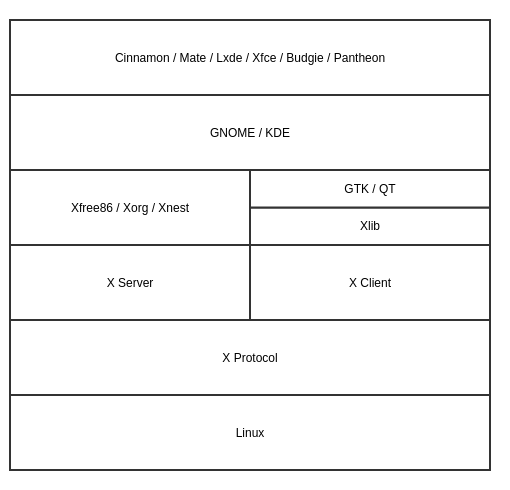 Cinnamon / Mate / Lxde / Xfce / Budgie / Pantheon
GNOME / KDE
Xfree86 / Xorg / Xnest
GTK / QT
Xlib
X Server
X Client
X Protocol
Linux